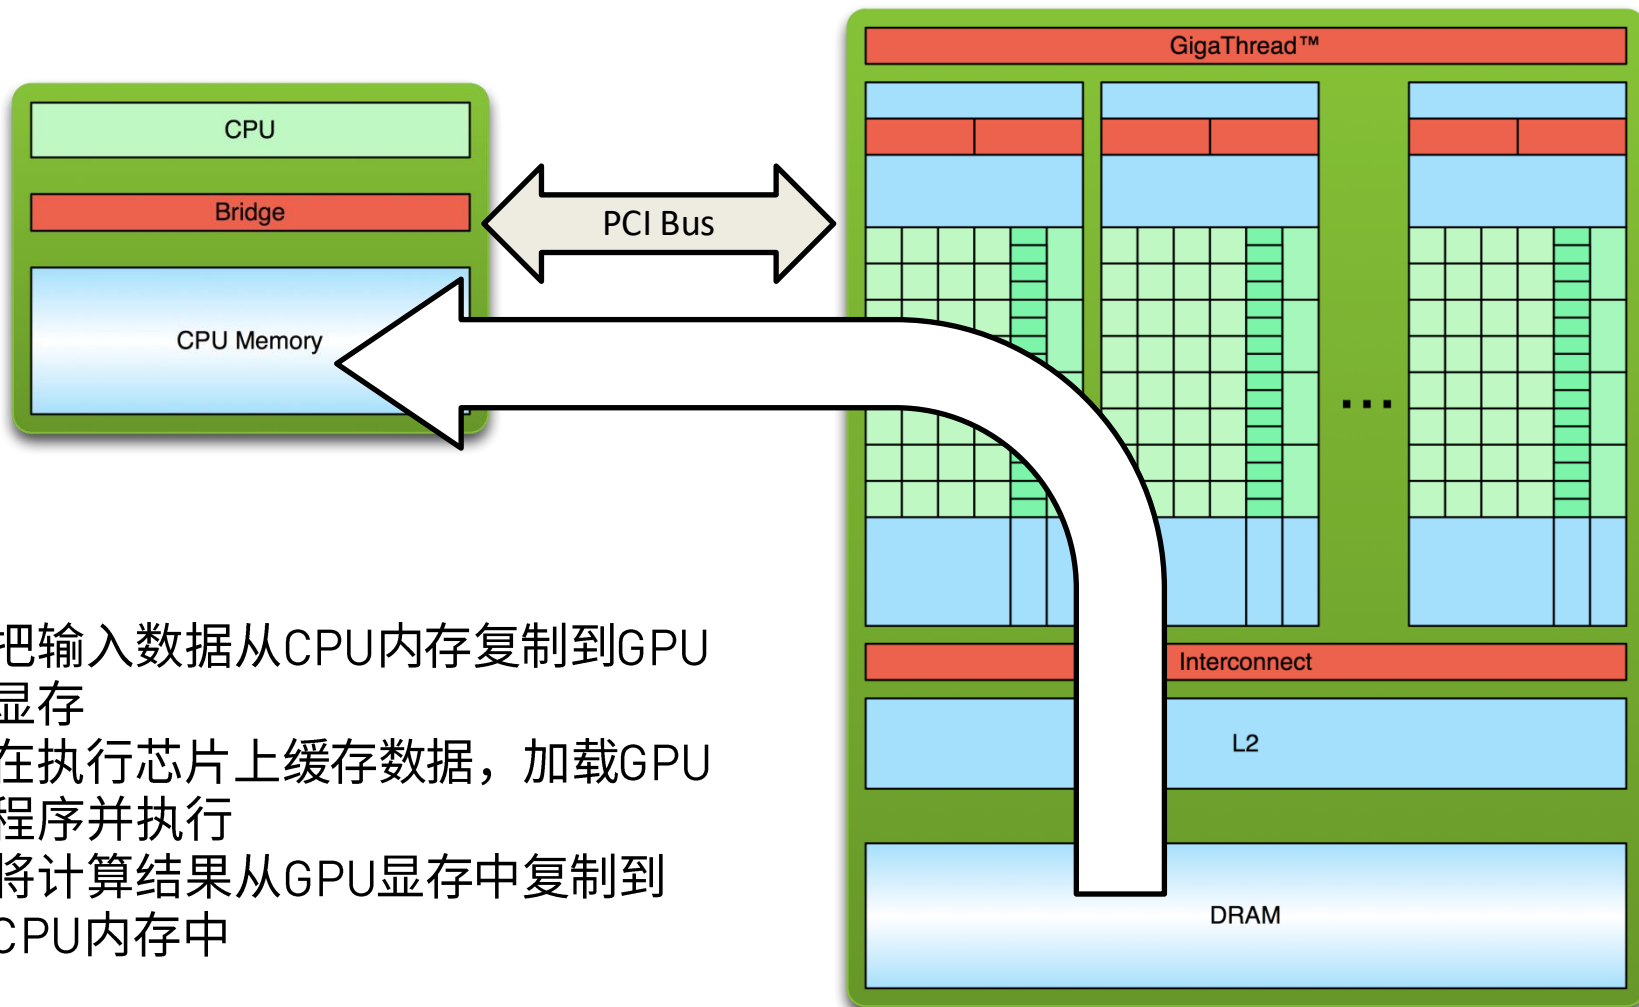 GigaThread™
CPU
Bridge
PCI Bus
CPU Memory
...
把输入数据从CPU内存复制到GPU
显存
在执行芯片上缓存数据，加载GPU
程序并执行
将计算结果从GPU显存中复制到
CPU内存中
Interconnect
L2
DRAM